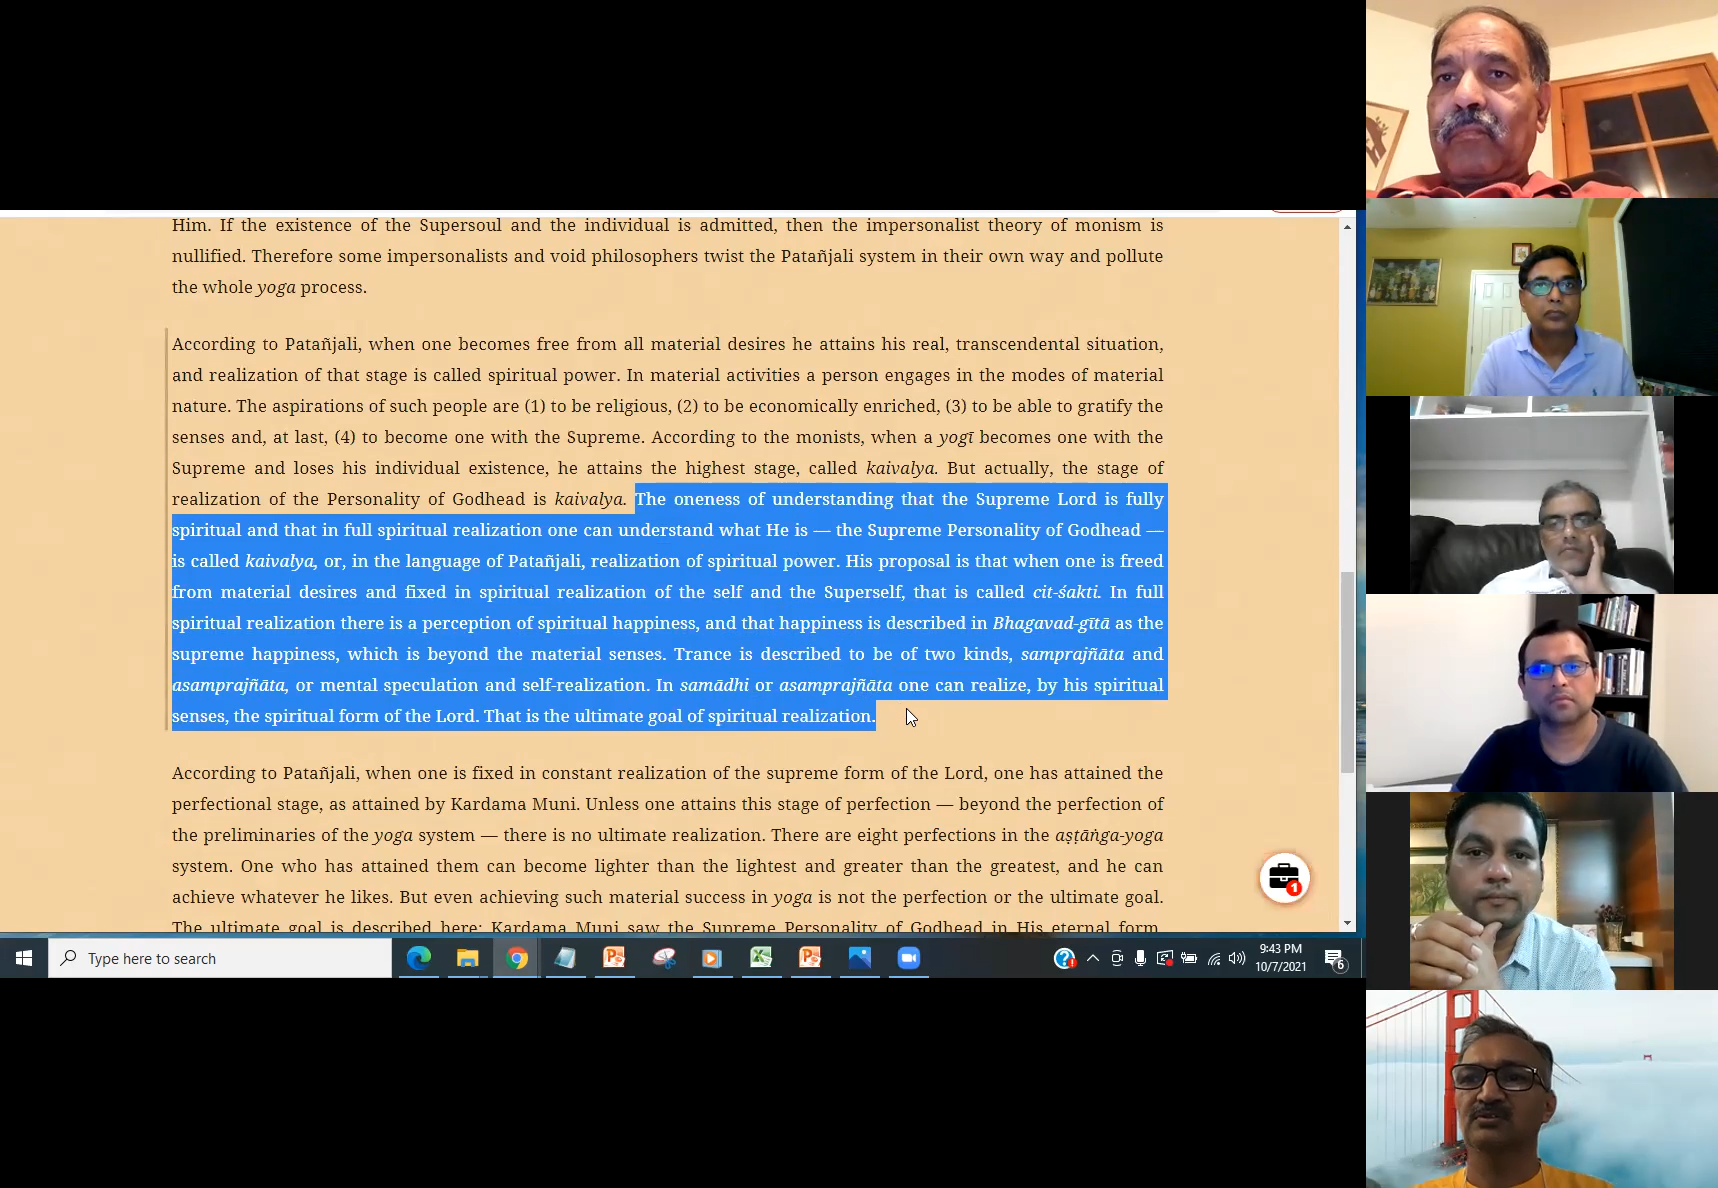 Him. If the existence of the Supersoul and the individual is admitted, then the impersonalist theory of monism is
nullified. Therefore some impersonalists and void philosophers twist the Patañjali system in their own way and pollute
the whole yoga process.
According to Patañjali, when one becomes free from all material desires he attains his real, transcendental situation,
and realization of that stage is called spiritual power. In material activities a person engages in the modes of material
nature. The aspirations of such people are (1) to be religious, (2) to be economically enriched, (3) to be able to gratify the
senses and, at last, (4) to become one with the Supreme. According to the monists, when a yogī becomes one with the
Supreme and loses his individual existence, he attains the highest stage, called kaivalya. But actually, the stage of
realization of the Personality of Godhead is kaivalya. The oneness of understanding that the Supreme Lord is fully
spiritual and that in full spiritual realization one can understand what He is — the Supreme Personality of Godhead —
is called kaivalya, or, in the language of Patañjali, realization of spiritual power. His proposal is that when one is freed
from material desires and fixed in spiritual realization of the self and the Superself, that is called cit-śakti. In full
spiritual realization there is a perception of spiritual happiness, and that happiness is described in Bhagavad-gītā as the
supreme happiness, which is beyond the material senses. Trance is described to be of two kinds, samprajñāta and
asamprajñāta, or mental speculation and self-realization. In samādhi or asamprajñāta one can realize, by his spiritual
senses, the spiritual form of the Lord. That is the ultimate goal of spiritual realization.
According to Patañjali, when one is fixed in constant realization of the supreme form of the Lord, one has attained the
perfectional stage, as attained by Kardama Muni. Unless one attains this stage of perfection — beyond the perfection of
the preliminaries of the yoga system — there is no ultimate realization. There are eight perfections in the aṣṭāṅga-yoga
system. One who has attained them can become lighter than the lightest and greater than the greatest, and he can
achieve whatever he likes. But even achieving such material success in yoga is not the perfection or the ultimate goal.
The ultimate goal is described here: Kardama Muni saw the Supreme Personality of Godhead in His eternal form.
1
Type here to search
9:43 PM
10/7/2021
6